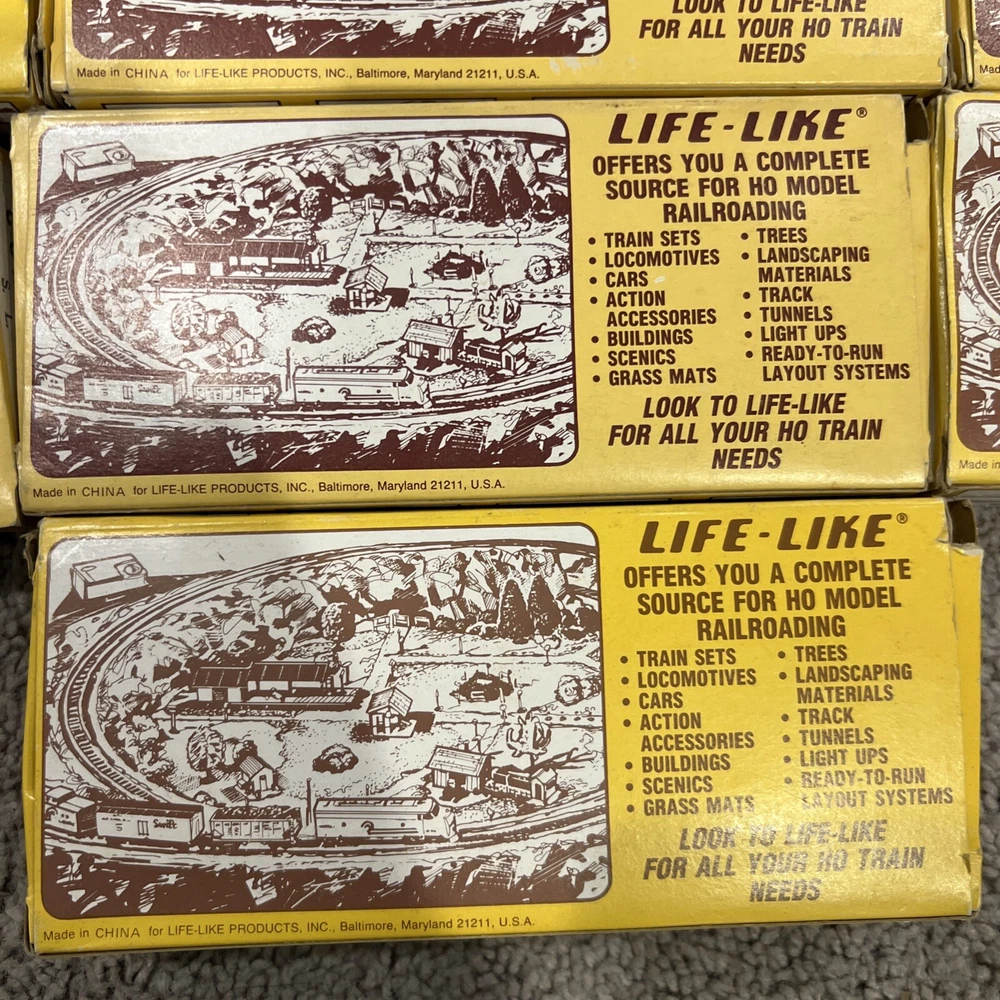 LOOK TO LIFE-LIKE
FOR ALL YOUR HO TRAIN
NEEDS
Made in CHINA for LIFE-LIKE PRODUCTS, INC., Baltimore, Maryland 21211, U.S.A.
Mad
LIFE-LIKE®
OFFERS YOU A COMPLETE
SOURCE FOR HO MODEL
RAILROADING
• TRAIN SETS
• LOCOMOTIVES
• CARS
• ACTION
ACCESSORIES
• BUILDINGS
• SCENICS
• GRASS MATS
• TREES
• LANDSCAPING
MATERIALS
• TRACK
• TUNNELS
• LIGHT UPS
• READY-TO-RUN
LAYOUT SYSTEMS
LOOK TO LIFE-LIKE
FOR ALL YOUR HO TRAIN
NEEDS
Swift
Made in CHINA for LIFE-LIKE PRODUCTS, INC., Baltimore, Maryland 21211, U.S.A.
Made in
LIFE-LIKE®
OFFERS YOU A COMPLETE
SOURCE FOR HO MODEL
RAILROADING
• TRAIN SETS
• LOCOMOTIVES
• CARS
• ACTION
ACCESSORIES
• BUILDINGS
• SCENICS
• GRASS MATS
• TREES
• LANDSCAPING
MATERIALS
• TRACK
• TUNNELS
• LIGHT UPS
• READY-TO-RUN
LAYOUT SYSTEMS
LOOK TO LIFE-LIKE
FOR ALL YOUR HO TRAIN
NEEDS
Swift
Made in CHINA for LIFE-LIKE PRODUCTS, INC., Baltimore, Maryland 21211, U.S.A.